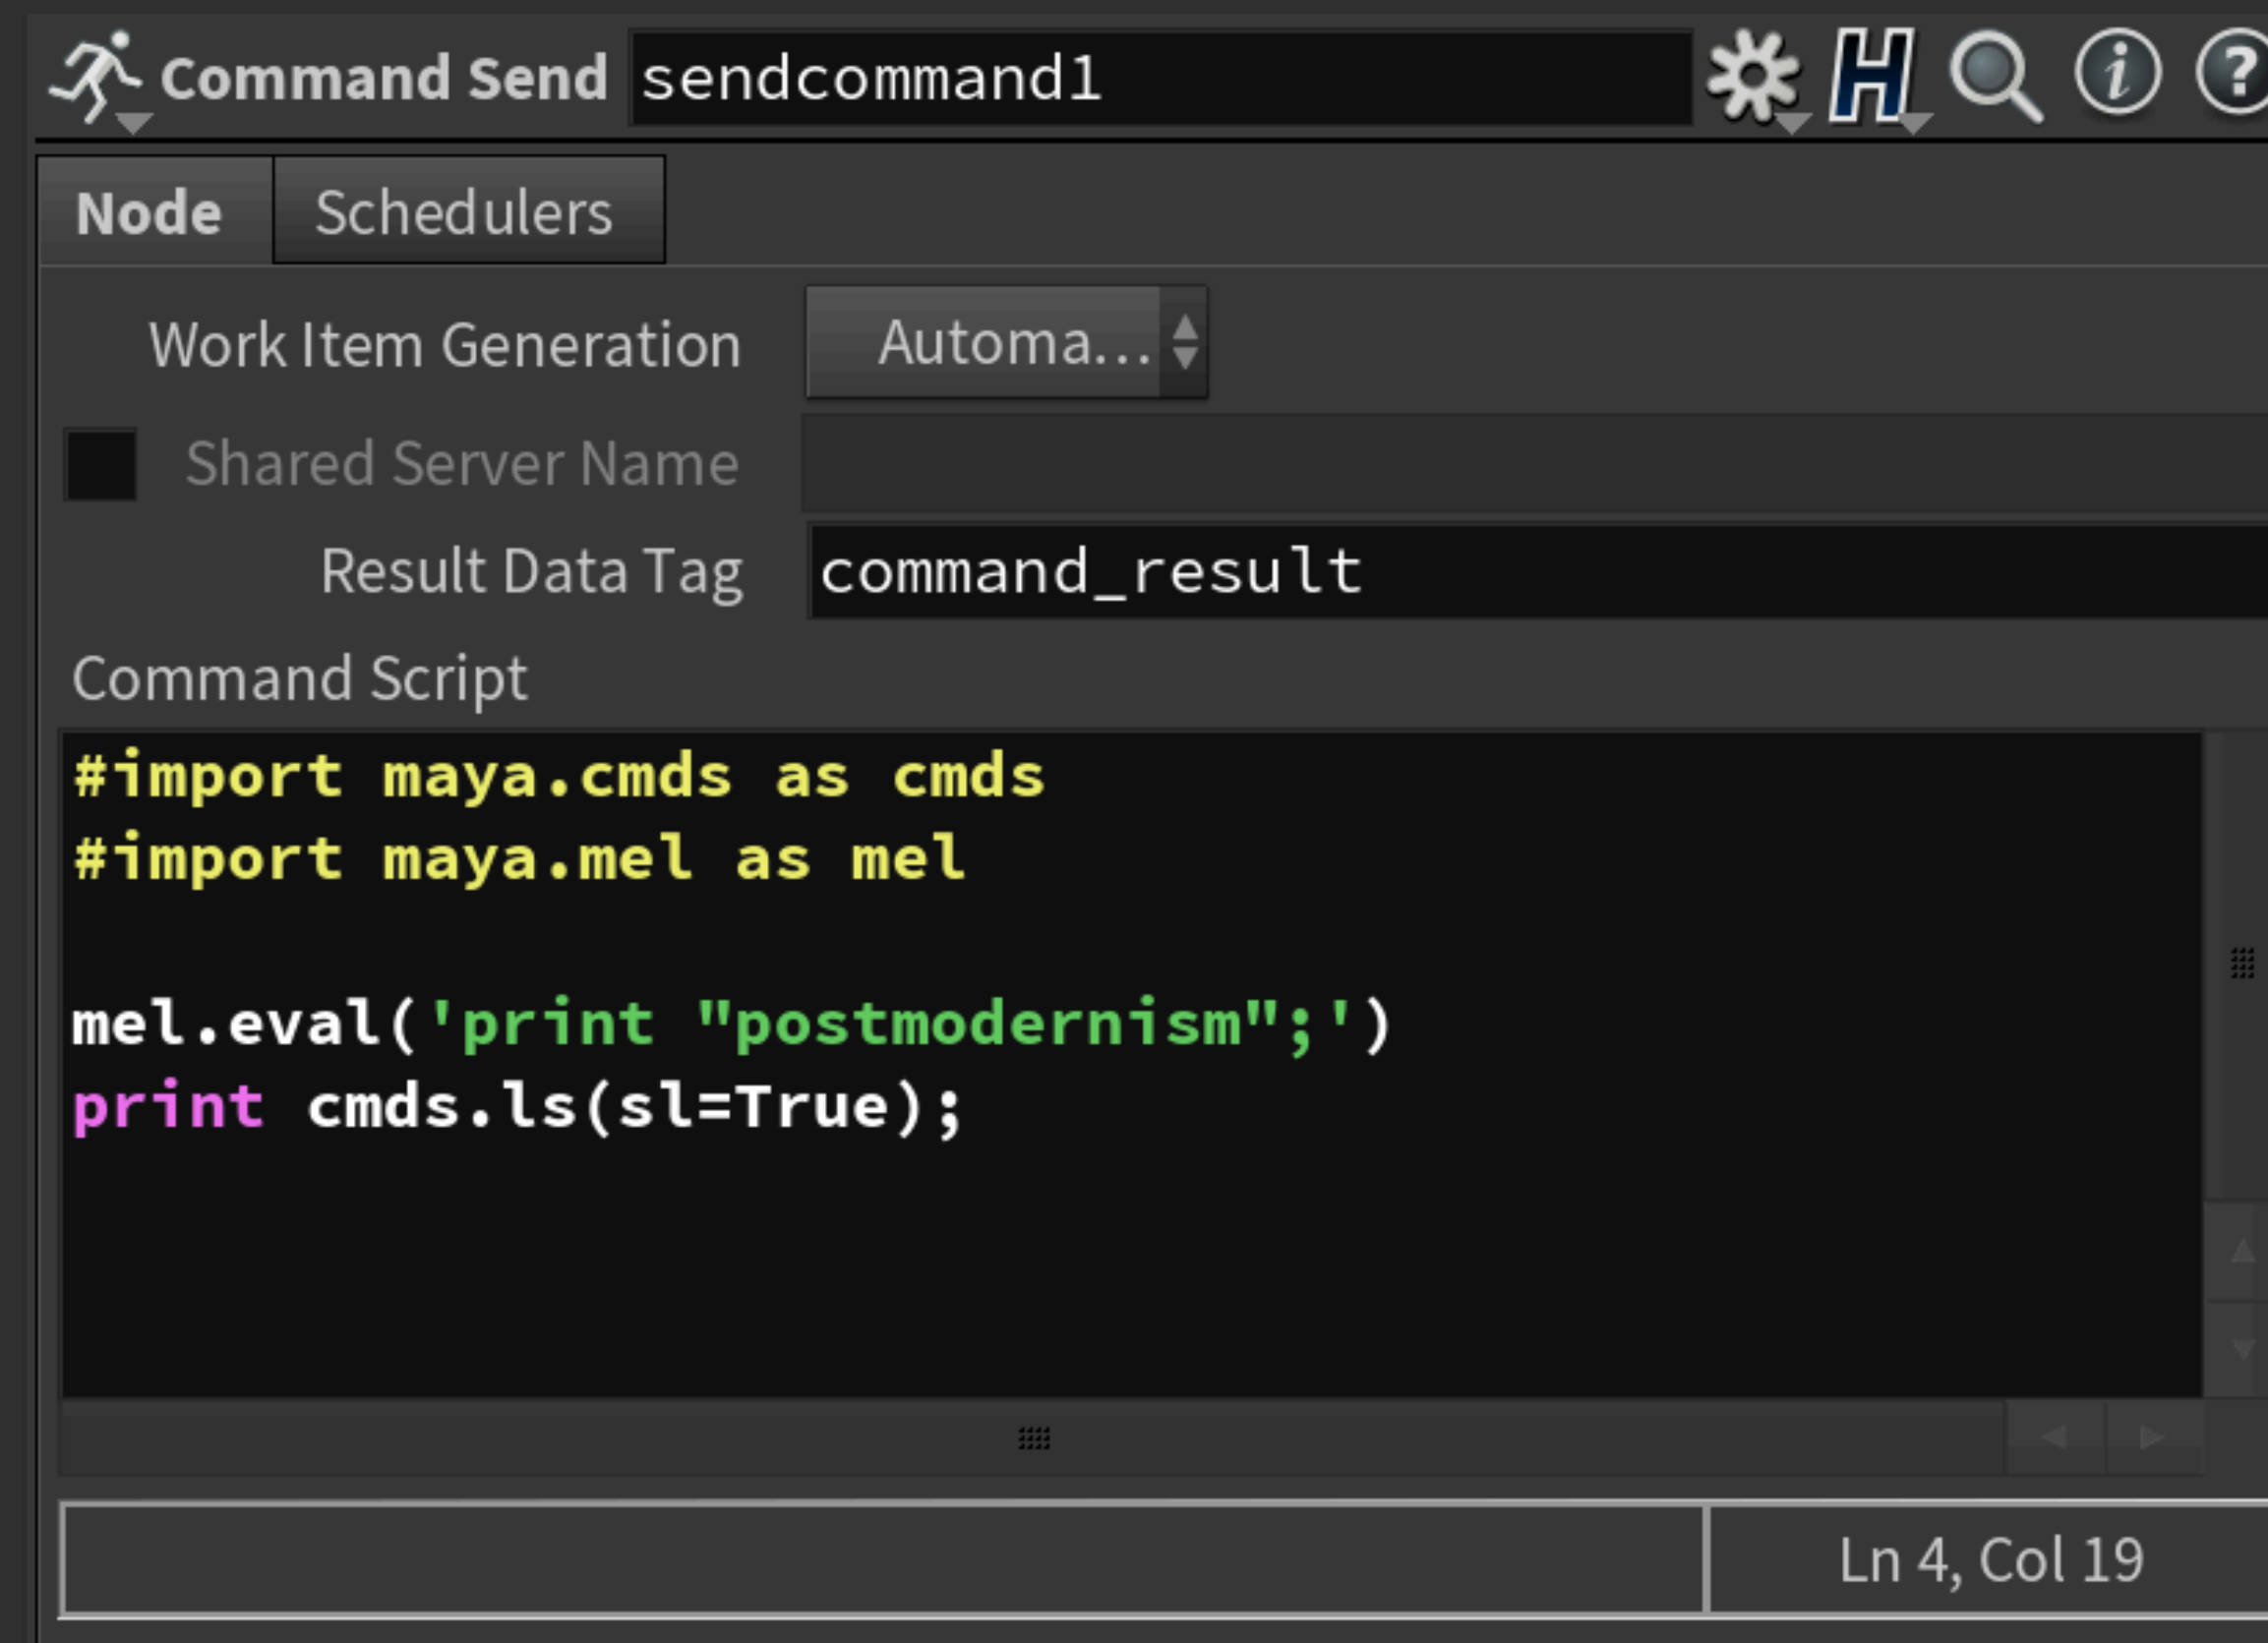 Command Send sendcommand1
Node Schedulers
Work Item Generation Automa...
Shared Server Name
Result Data Tag command_result
Command Script
#import maya.cmds as cmds
#import maya.mel as mel
mel.eval('print "postmodernism";')
print cmds.ls(sl=True);
Ln 4, Col 19